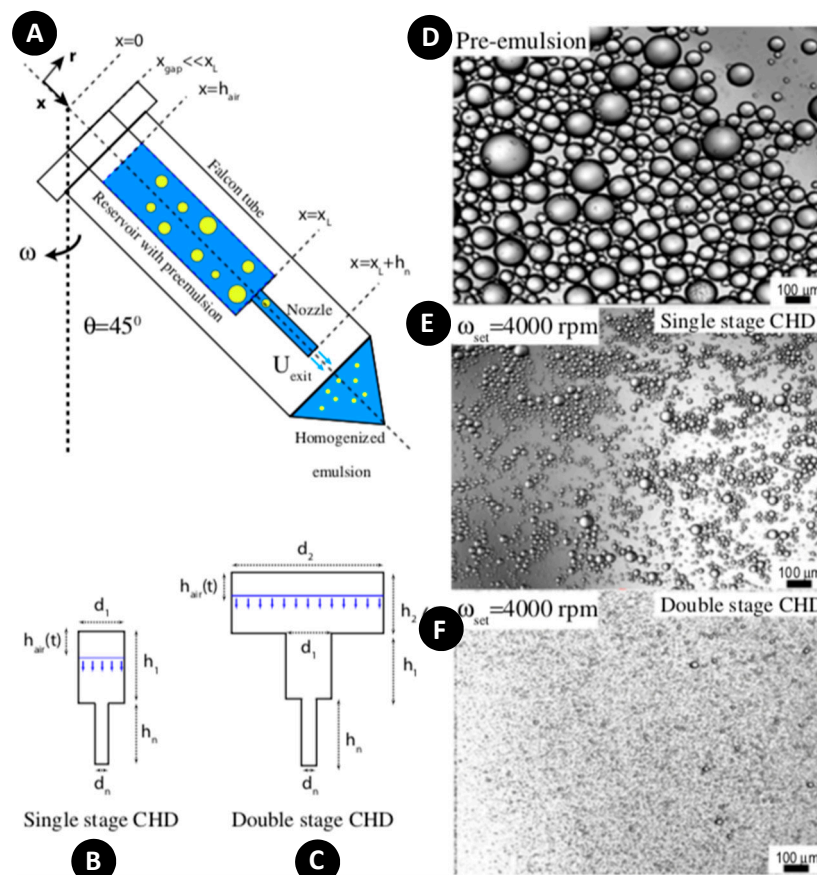 A
x=0
r
x_gap<<x_L
x
x=h_air
Falcon tube
Reservoir with preemulsion
x=x_L
ω
x=x_L+h_n
Nozzle
θ=45⁰
U_exit
Homogenized
emulsion
d_1
h_air(t)
h_1
h_n
d_n
Single stage CHD
B
d_2
h_air(t)
h_2
d_1
h_1
h_n
d_n
Double stage CHD
C
D
Pre-emulsion
100 μm
E
ω_set=4000 rpm
Single stage CHD
100 μm
F
ω_set=4000 rpm
Double stage CHD
100 μm